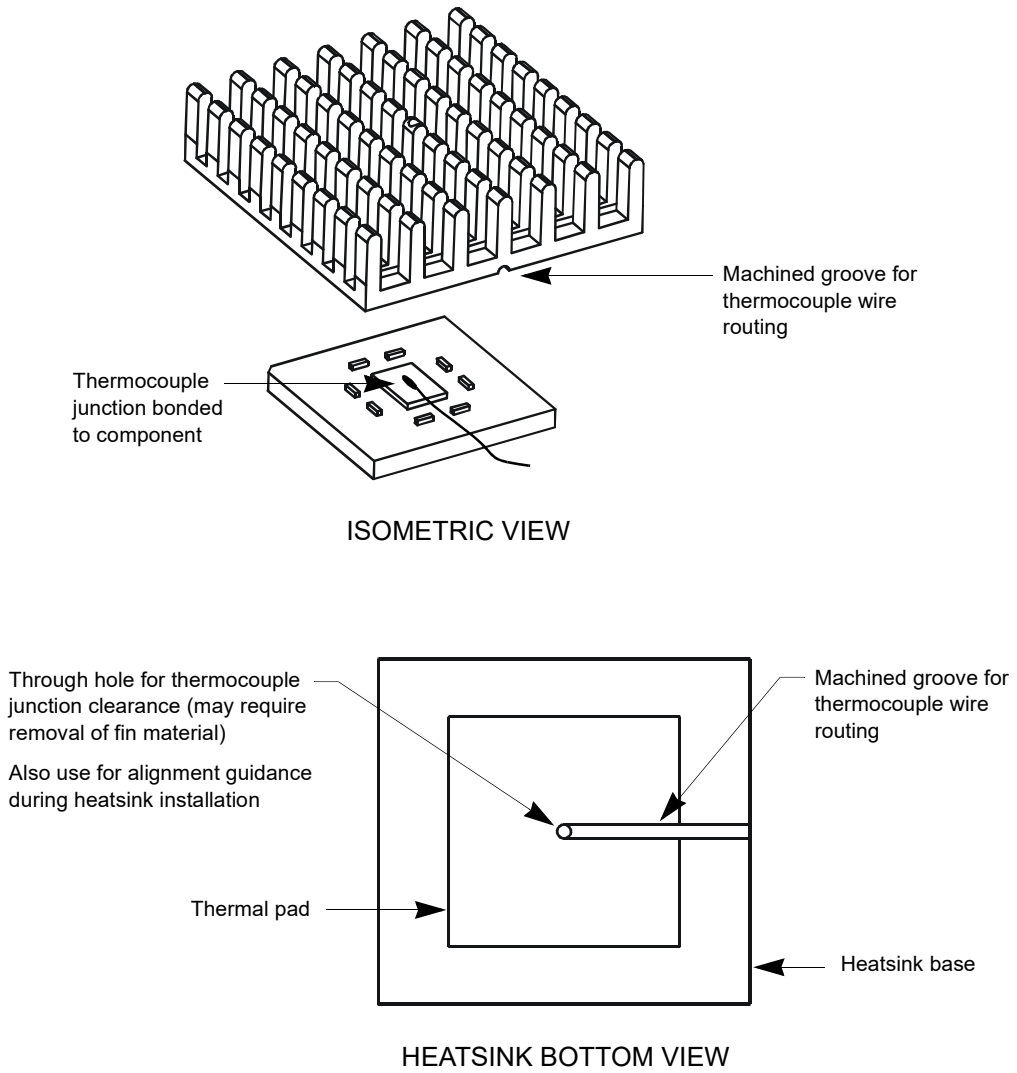 Machined groove for
thermocouple wire
routing
Thermocouple
junction bonded
to component
ISOMETRIC VIEW
Through hole for thermocouple
junction clearance (may require
removal of fin material)
Also use for alignment guidance
during heatsink installation
Machined groove for
thermocouple wire
routing
Thermal pad
Heatsink base
HEATSINK BOTTOM VIEW